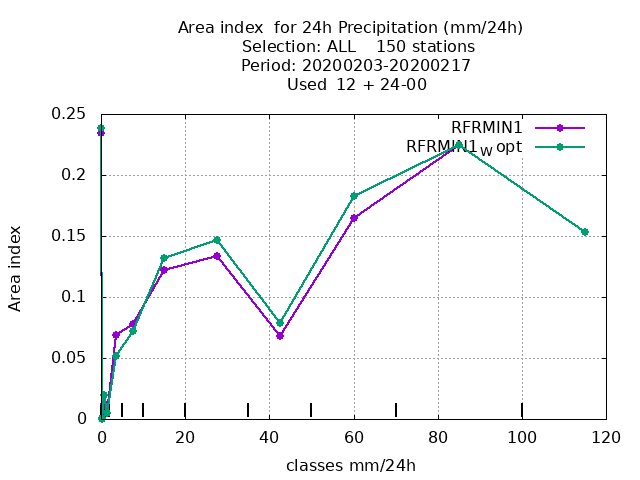 Area index for 24h Precipitation (mm/24h)
Selection: ALL 150 stations
Period: 20200203-20200217
Used 12 + 24-00
RFRMIN1
RFRMIN1W opt
0.25
0.2
0.15
0.1
0.05
0
Area index
0 20 40 60 80 100 120
classes mm/24h